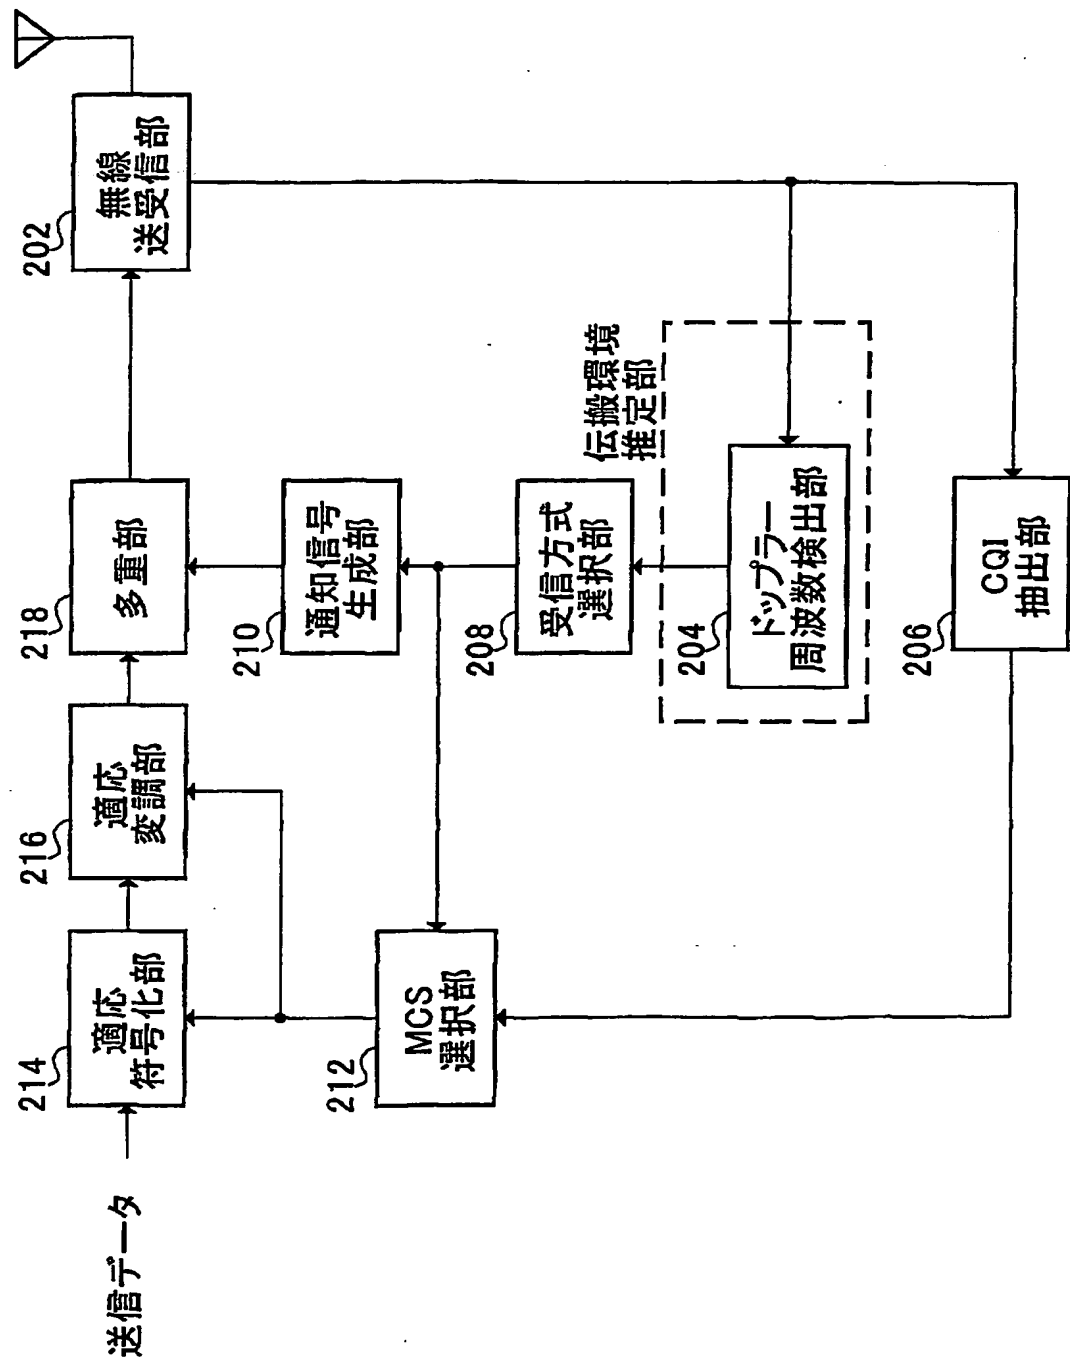 送信データ
214
適応
符号化部
216
適応
変調部
218
多重部
202
無線
送受信部
212
MCS
選択部
210
通知信号
生成部
208
受信方式
選択部
伝搬環境
推定部
204
ドップラー
周波数検出部
206
CQI
抽出部